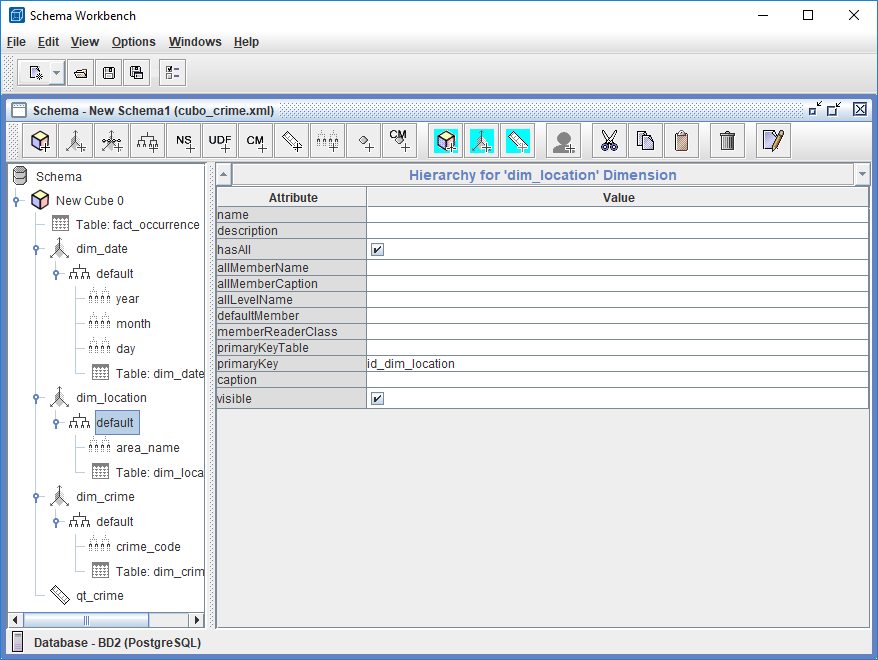 Schema Workbench
File Edit View Options Windows Help
Schema - New Schema1 (cubo_crime.xml)
NS UDF CM CM
Schema
New Cube 0
Table: fact_occurrence
dim_date
default
year
month
day
Table: dim_date
dim_location
default
area_name
Table: dim_loca
dim_crime
default
crime_code
Table: dim_crim
qt_crime
Hierarchy for 'dim_location' Dimension
Attribute Value
name
description
hasAll
allMemberName
allMemberCaption
allLevelName
defaultMember
memberReaderClass
primaryKeyTable
primaryKey id_dim_location
caption
visible
Database - BD2 (PostgreSQL)